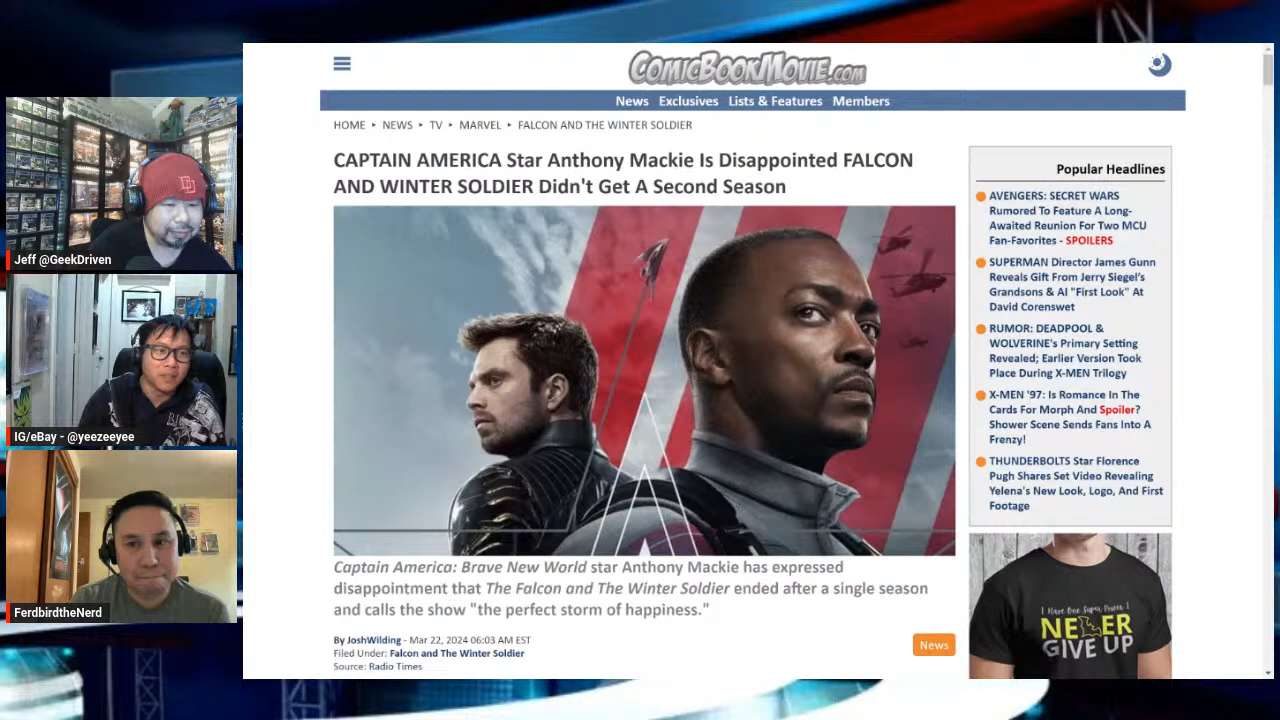 Jeff @GeekDriven
IG/eBay - @yeezeeyee
FerdbirdtheNerd
COMICBOOKMOVIE.COM
News Exclusives Lists & Features Members
HOME ▸ NEWS ▸ TV ▸ MARVEL ▸ FALCON AND THE WINTER SOLDIER
CAPTAIN AMERICA Star Anthony Mackie Is Disappointed FALCON
AND WINTER SOLDIER Didn't Get A Second Season
Captain America: Brave New World star Anthony Mackie has expressed
disappointment that The Falcon and The Winter Soldier ended after a single season
and calls the show "the perfect storm of happiness."
By JoshWilding - Mar 22, 2024 06:03 AM EST
Filed Under: Falcon and The Winter Soldier
Source: Radio Times
News
Popular Headlines
AVENGERS: SECRET WARS
Rumored To Feature A Long-
Awaited Reunion For Two MCU
Fan-Favorites - SPOILERS
SUPERMAN Director James Gunn
Reveals Gift From Jerry Siegel's
Grandsons & AI "First Look" At
David Corenswet
RUMOR: DEADPOOL &
WOLVERINE's Primary Setting
Revealed; Earlier Version Took
Place During X-MEN Trilogy
X-MEN '97: Is Romance In The
Cards For Morph And Spoiler?
Shower Scene Sends Fans Into A
Frenzy!
THUNDERBOLTS Star Florence
Pugh Shares Set Video Revealing
Yelena's New Look, Logo, And First
Footage
I Have One Super Power I
NEVER
GIVE UP